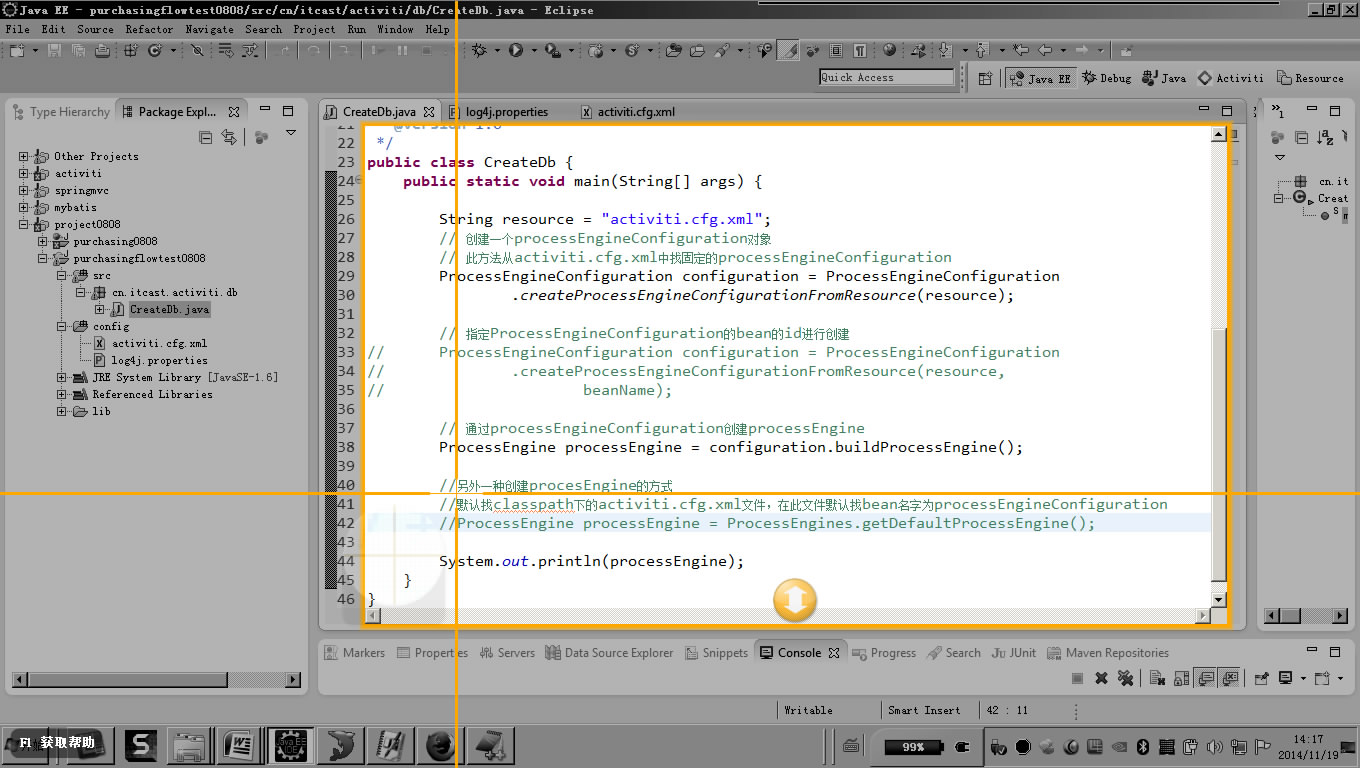 Java EE - purchasingflowtest0808/src/cn/itcast/activiti/db/CreateDb.java - Eclipse
File Edit Source Refactor Navigate Search Project Run Window Help
Quick Access
Java EE Debug Java Activiti Resource
Type Hierarchy Package Expl...
Other Projects
activiti
springmvc
mybatis
project0808
purchasing0808
purchasingflowtest0808
src
cn.itcast.activiti.db
CreateDb.java
config
activiti.cfg.xml
log4j.properties
JRE System Library [JavaSE-1.6]
Referenced Libraries
lib
CreateDb.java log4j.properties activiti.cfg.xml
21 @version 1.0
22 */
23 public class CreateDb {
24 public static void main(String[] args) {
25
26 String resource = "activiti.cfg.xml";
27 // 创建一个processEngineConfiguration对象
28 // 此方法从activiti.cfg.xml中找固定的processEngineConfiguration
29 ProcessEngineConfiguration configuration = ProcessEngineConfiguration
30 .createProcessEngineConfigurationFromResource(resource);
31
32 // 指定ProcessEngineConfiguration的bean的id进行创建
33 // ProcessEngineConfiguration configuration = ProcessEngineConfiguration
34 // .createProcessEngineConfigurationFromResource(resource,
35 // beanName);
36
37 // 通过processEngineConfiguration创建processEngine
38 ProcessEngine processEngine = configuration.buildProcessEngine();
39
40 //另外一种创建procesEngine的方式
41 //默认找classpath下的activiti.cfg.xml文件，在此文件默认找bean名字为processEngineConfiguration
42 //ProcessEngine processEngine = ProcessEngines.getDefaultProcessEngine();
43
44 System.out.println(processEngine);
45 }
46 }
cn.it
Creat
Markers Properties Servers Data Source Explorer Snippets Console Progress Search JUnit Maven Repositories
Writable Smart Insert 42 : 11
F1 获取帮助
99%
14:17
2014/11/19